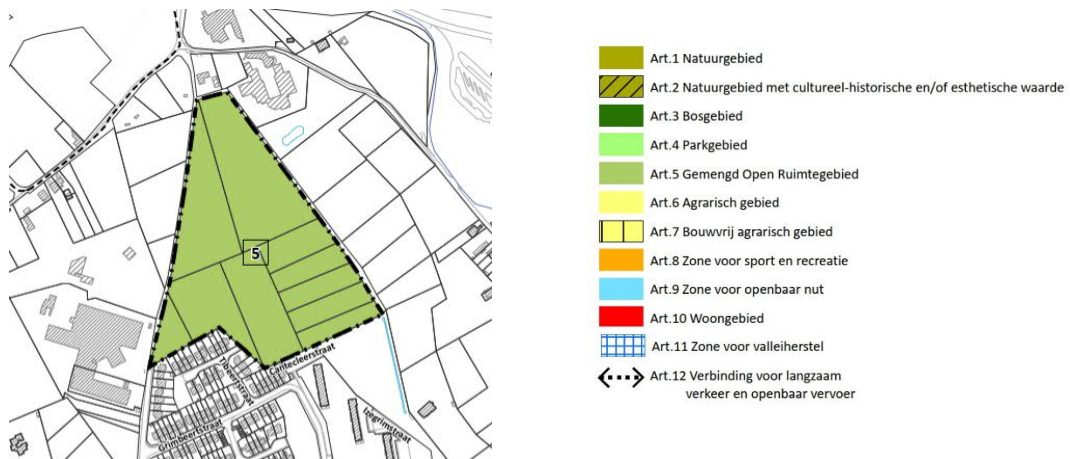 5
Tibeertstraat
Cantecleerstraat
Grimbeertstraat
Izegrimstraat
Art.1 Natuurgebied
Art.2 Natuurgebied met cultureel-historische en/of esthetische waarde
Art.3 Bosgebied
Art.4 Parkgebied
Art.5 Gemengd Open Ruimtegebied
Art.6 Agrarisch gebied
Art.7 Bouwvrij agrarisch gebied
Art.8 Zone voor sport en recreatie
Art.9 Zone voor openbaar nut
Art.10 Woongebied
Art.11 Zone voor valleiherstel
Art.12 Verbinding voor langzaam
verkeer en openbaar vervoer